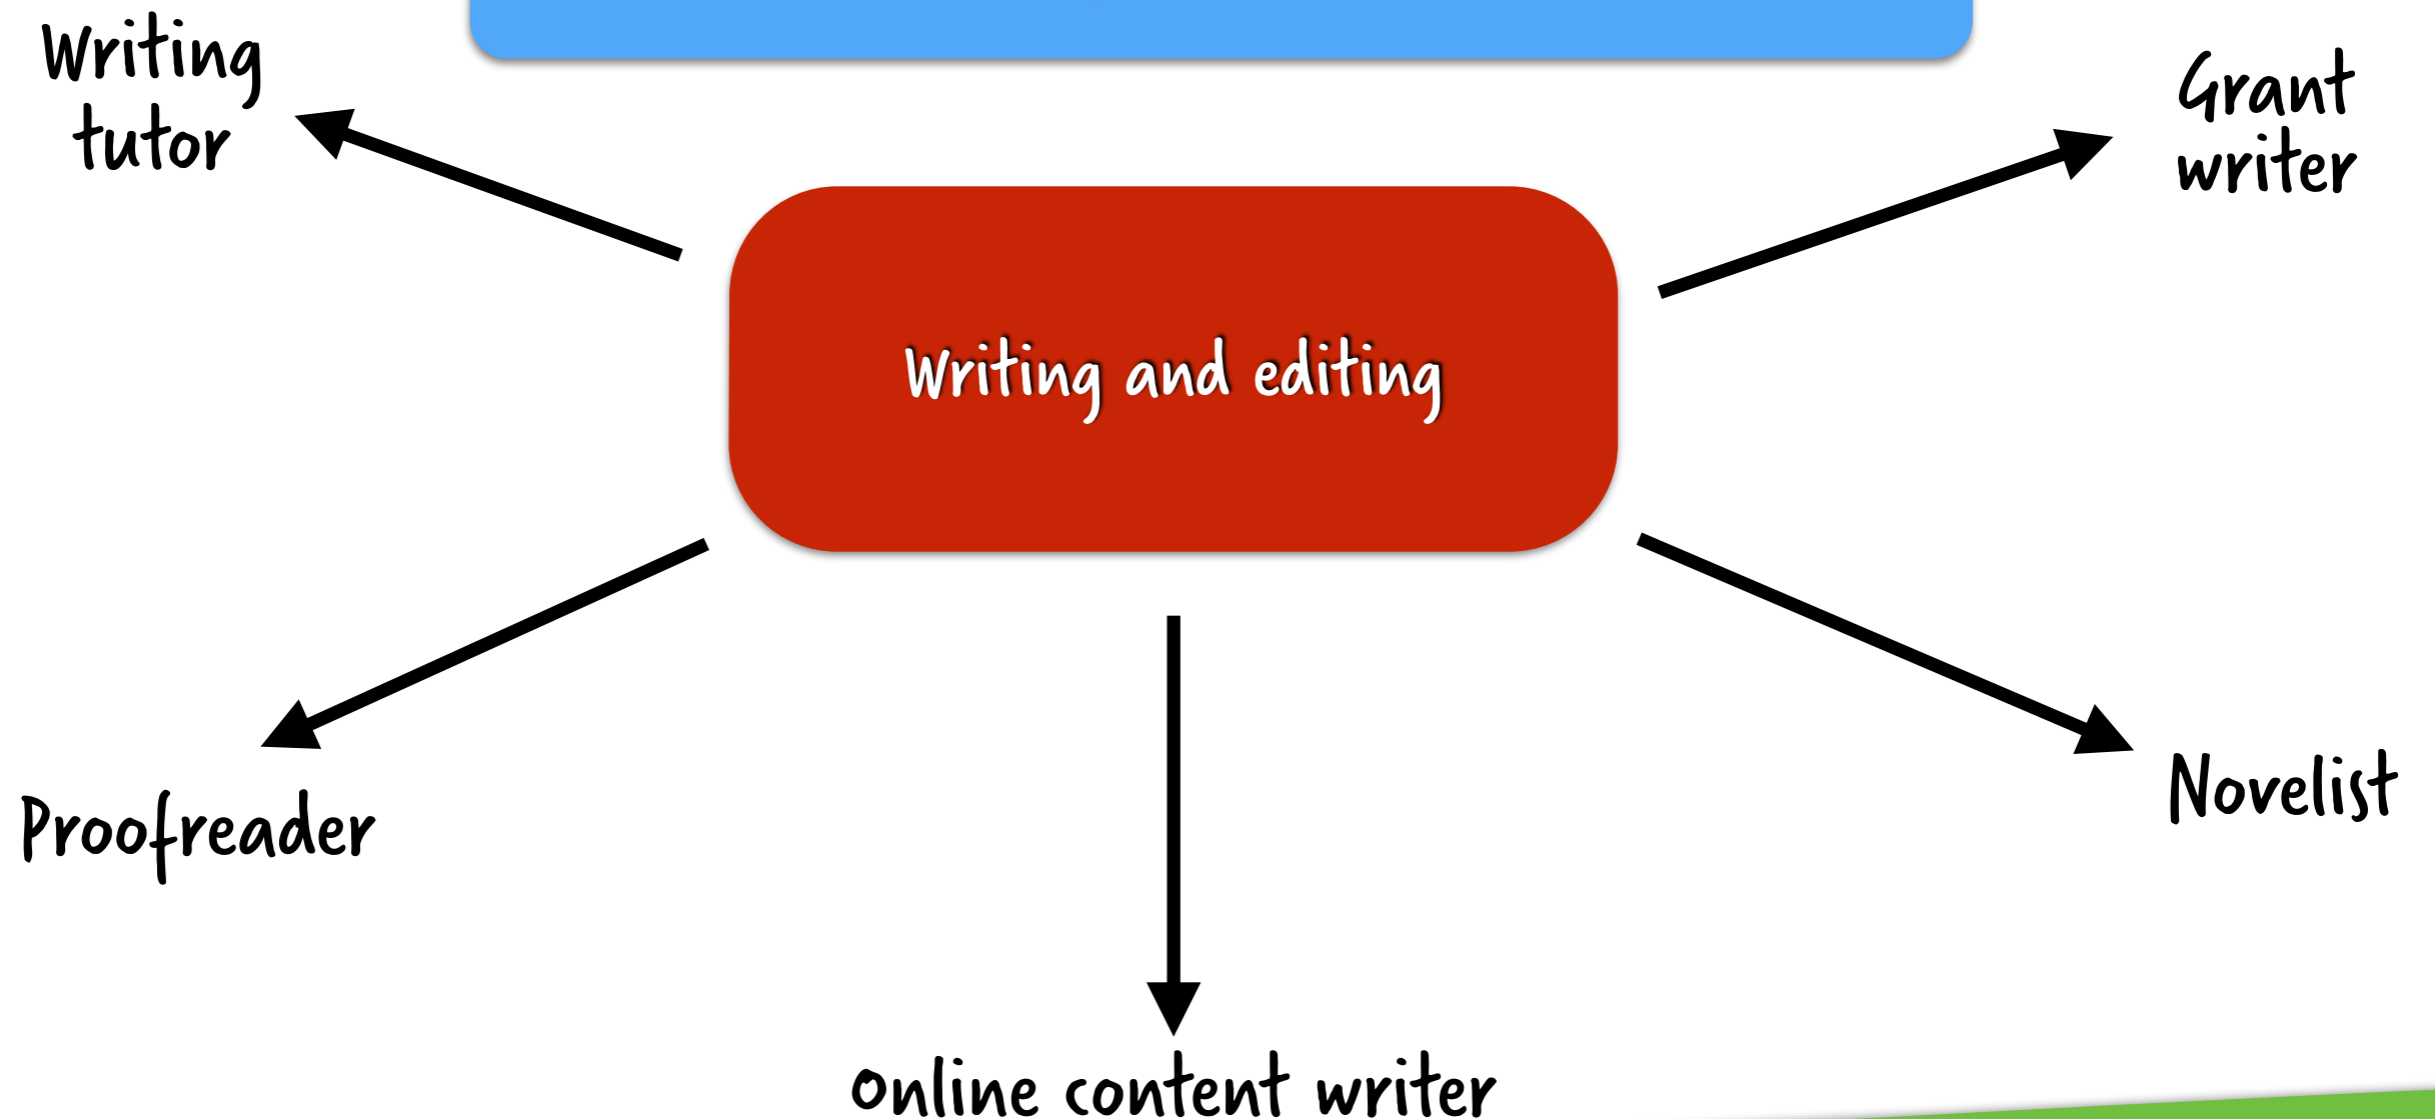 Writing
tutor
Grant
writer
Writing and editing
Proofreader
Novelist
Online content writer